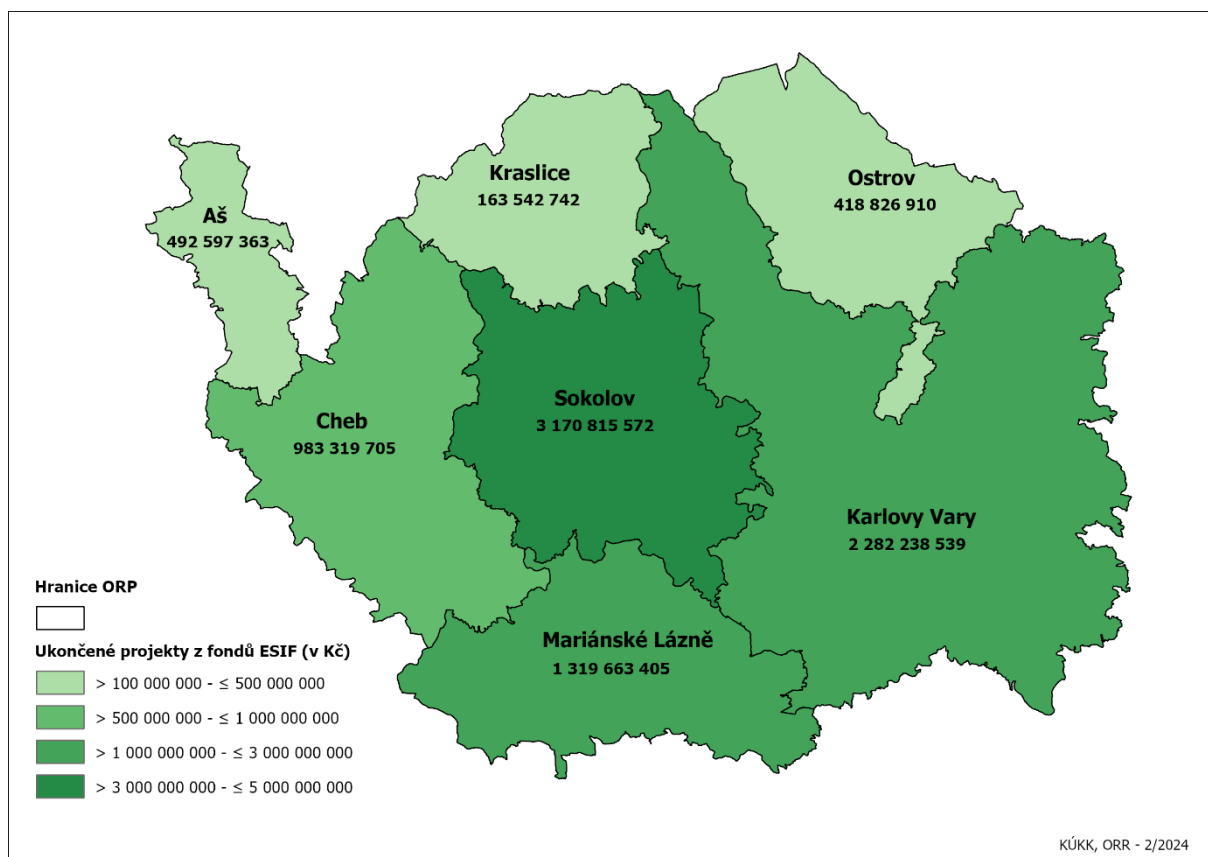 Kraslice
163 542 742
Ostrov
418 826 910
Aš
492 597 363
Sokolov
3 170 815 572
Cheb
983 319 705
Karlovy Vary
2 282 238 539
Mariánské Lázně
1 319 663 405
Hranice ORP
Ukončené projekty z fondů ESIF (v Kč)
> 100 000 000 - ≤ 500 000 000
> 500 000 000 - ≤ 1 000 000 000
> 1 000 000 000 - ≤ 3 000 000 000
> 3 000 000 000 - ≤ 5 000 000 000
KÚKK, ORR - 2/2024